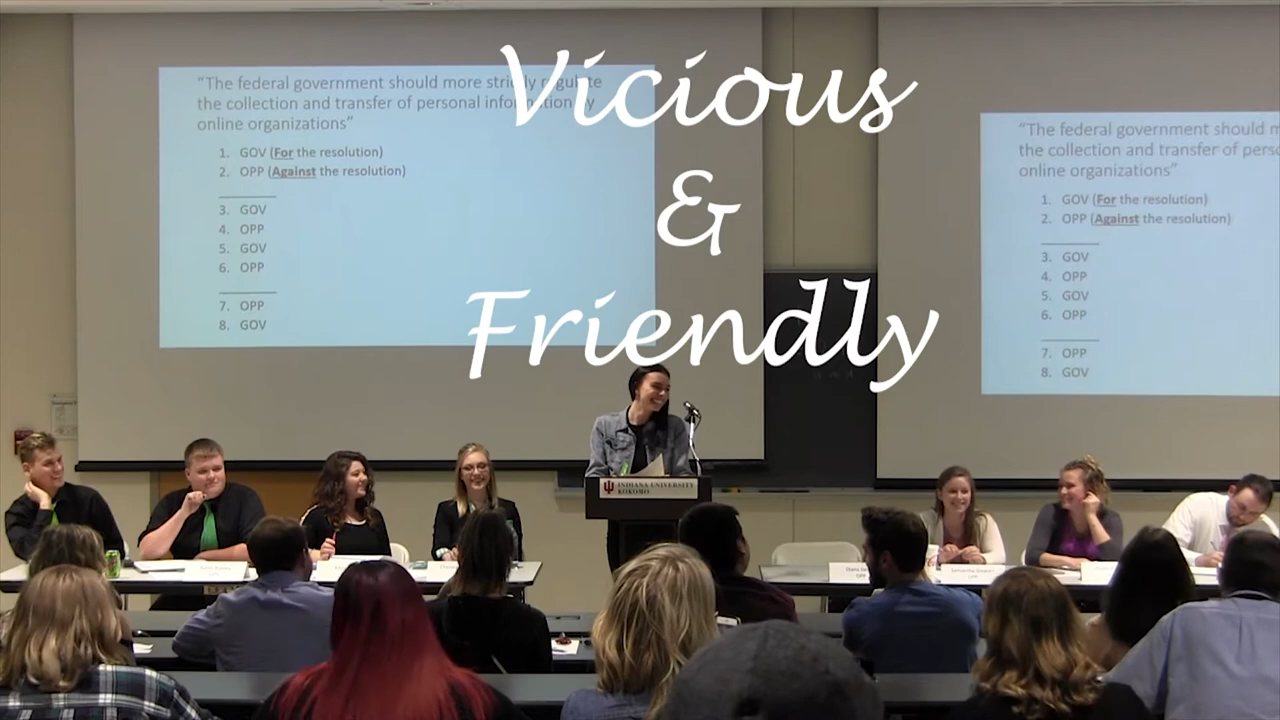 Vicious
&
Friendly
“The federal government should more strictly regulate
the collection and transfer of personal information by
online organizations”
1. GOV (For the resolution)
2. OPP (Against the resolution)
3. GOV
4. OPP
5. GOV
6. OPP
7. OPP
8. GOV
“The federal government should m
the collection and transfer of perso
online organizations”
1. GOV (For the resolution)
2. OPP (Against the resolution)
3. GOV
4. OPP
5. GOV
6. OPP
7. OPP
8. GOV
INDIANA UNIVERSITY
KOKOMO
OPP